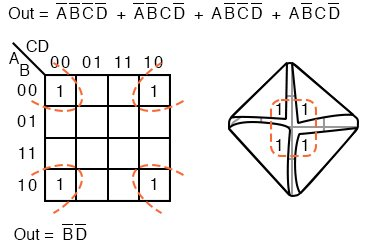 Out = A̅B̅C̅D̅ + A̅B̅CD̅ + AB̅C̅D̅ + AB̅CD̅
CD
A
B
00 01 11 10
00 1 1
01
11
10 1 1
1 1
1 1
Out = B̅D̅